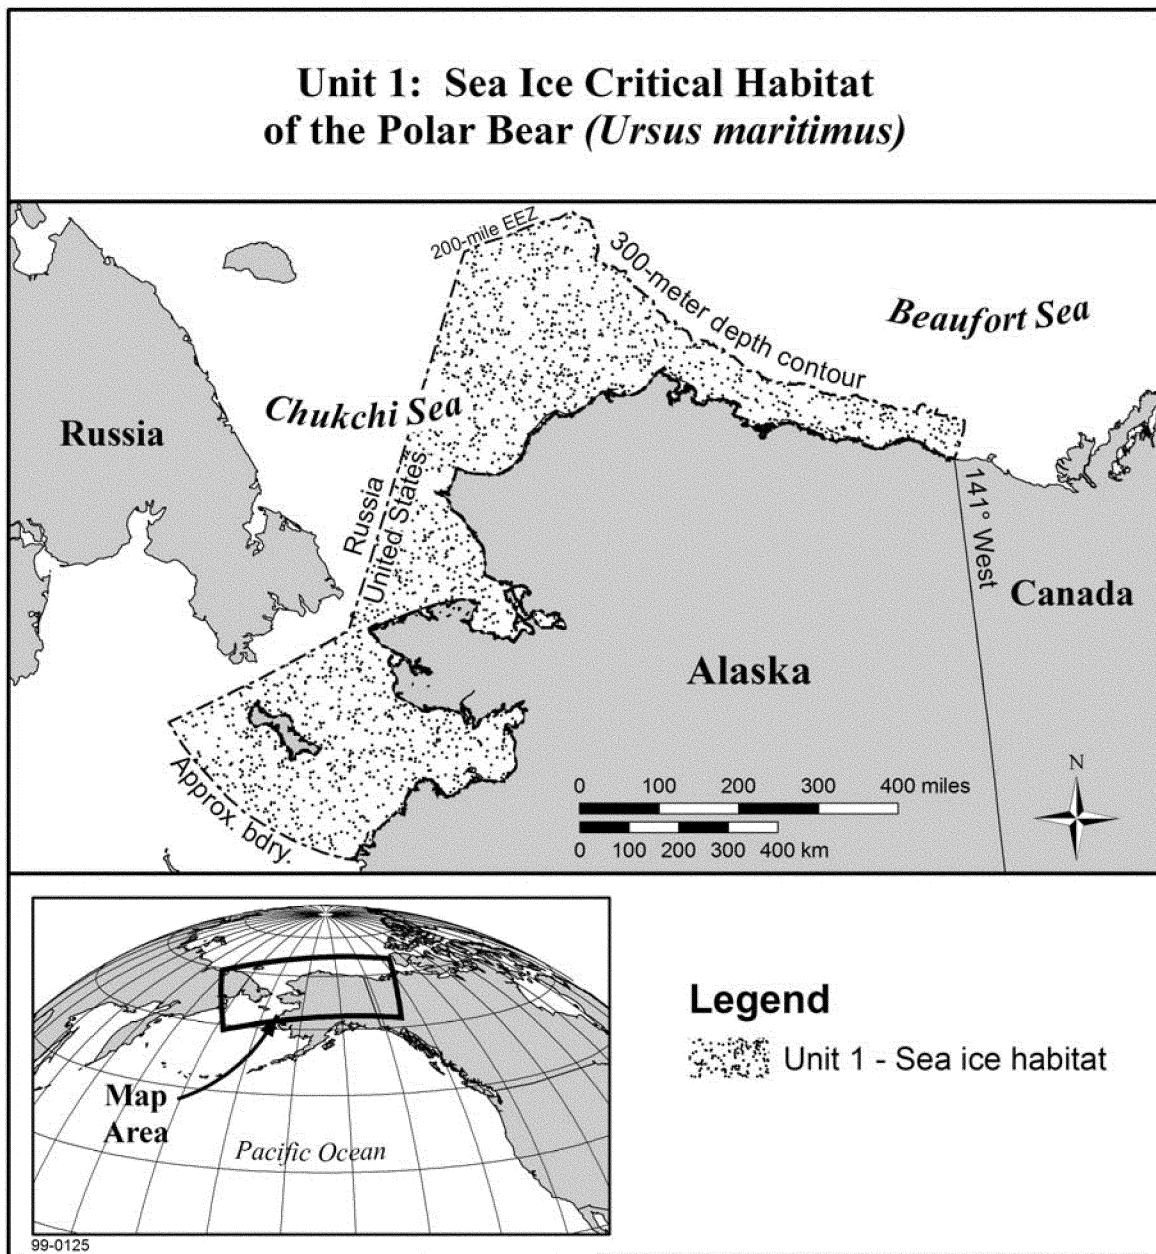 Unit 1: Sea Ice Critical Habitat
of the Polar Bear (Ursus maritimus)
200-mile EEZ
300-meter depth contour
Beaufort Sea
Chukchi Sea
Russia
Russia
United States
141° West
Canada
Alaska
Approx. bdry.
N
0 100 200 300 400 miles
0 100 200 300 400 km
Map
Area
Pacific Ocean
Legend
Unit 1 - Sea ice habitat
99-0125